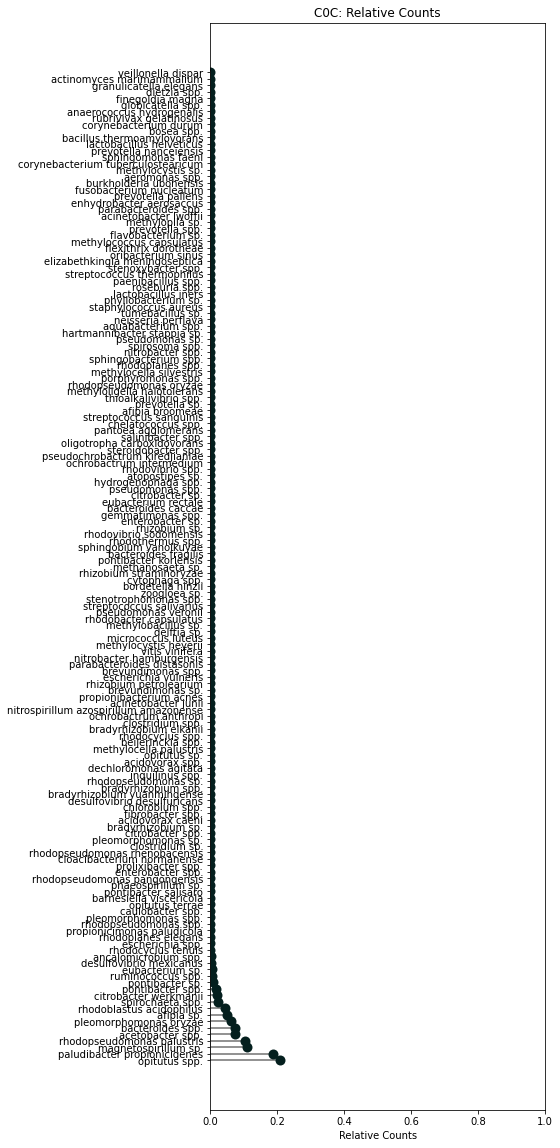 C0C: Relative Counts
veillonella dispar
actinomyces marimammalium
granulicatella elegans
dietzia spp.
finegoldia magna
globicatella spp.
anaerococcus hydrogenalis
rubrivivax gelatinosus
corynebacterium durum
bosea spp.
bacillus thermoamylovorans
lactobacillus helveticus
prevotella nanceiensis
sphingomonas faeni
corynebacterium tuberculostearicum
methylocystis sp.
aeromonas spp.
burkholderia ubonensis
fusobacterium nucleatum
prevotella pallens
enhydrobacter aerosaccus
parabacteroides spp.
acinetobacter lwoffii
methylopila sp.
prevotella spp.
flavobacterium sp.
methylococcus capsulatus
flexithrix dorotheae
oribacterium sinus
elizabethkingia meningoseptica
stenoxybacter spp.
streptococcus thermophilus
paenibacillus spp.
roseburia spp.
lactobacillus iners
phyllobacterium sp.
staphylococcus aureus
tumebacillus sp.
neisseria perflava
aquabacterium spp.
hartmannibacter stappia sp.
pseudomonas sp.
spirosoma spp.
nitrobacter spp.
sphingobacterium spp.
rhodoplanes spp.
methylocella silvestris
porphyromonas spp.
rhodopseudomonas oryzae
methyloligella halotolerans
thioalkalivibrio spp.
prevotella sp.
afipia broomeae
streptococcus sanguinis
chelatococcus spp.
pantoea agglomerans
salinibacter spp.
oligotropha carboxidovorans
steroidobacter spp.
pseudochrobactrum kiredjianiae
ochrobactrum intermedium
rhodovibrio spp.
atopostipes sp.
hydrogenophaga spp.
pseudomonas spp.
citrobacter sp.
eubacterium rectale
bacteroides caccae
gemmatimonas spp.
enterobacter sp.
rhizobium sp.
rhodovibrio sodomensis
rhodothermus spp.
sphingobium yanoikuyae
bacteroides fragilis
pontibacter korlensis
methanosaeta sp.
rhizobium straminoryzae
cytophaga spp.
bordetella hinzii
zoogloea sp.
stenotrophomonas spp.
streptococcus salivarius
pseudomonas veronii
rhodobacter capsulatus
methylobacillus sp.
delftia sp.
micrococcus luteus
methylocystis heyerii
vitis vinifera
nitrobacter hamburgensis
parabacteroides distasonis
brevundimonas spp.
escherichia vulneris
rhizobium petrolearium
brevundimonas sp.
propionibacterium acnes
acinetobacter junii
nitrospirillum azospirillum amazonense
ochrobactrum anthropi
clostridium spp.
bradyrhizobium elkanii
rhodocyclus spp.
beijerinckia spp.
methylocella palustris
opitutus sp.
acidovorax spp.
dechloromonas agitata
inquilinus spp.
rhodopseudomonas sp.
bradyrhizobium spp.
bradyrhizobium yuanmingense
desulfovibrio desulfuricans
chlorobium spp.
fibrobacter spp.
acidovorax caeni
bradyrhizobium sp.
citrobacter spp.
pleomorphomonas sp.
clostridium sp.
rhodopseudomonas rhenobacensis
cloacibacterium normanense
prolixibacter spp.
enterobacter spp.
rhodopseudomonas pangongensis
phaeospirillum sp.
pontibacter salisato
barnesiella viscericola
opitutus terrae
caulobacter spp.
pleomorphomonas spp.
rhodopseudomonas spp.
propionicimonas paludicola
rhodoplanes elegans
escherichia spp.
rhodocyclus tenuis
ancalomicrobium spp.
desulfovibrio mexicanus
eubacterium sp.
ruminococcus spp.
pontibacter sp.
pontibacter spp.
citrobacter werkmanii
spirochaeta spp.
rhodoblastus acidophilus
afipia sp.
pleomorphomonas oryzae
bacteroides spp.
acetobacter spp.
rhodopseudomonas palustris
magnetospirillum sp.
paludibacter propionicigenes
opitutus spp.
0.0 0.2 0.4 0.6 0.8 1.0
Relative Counts